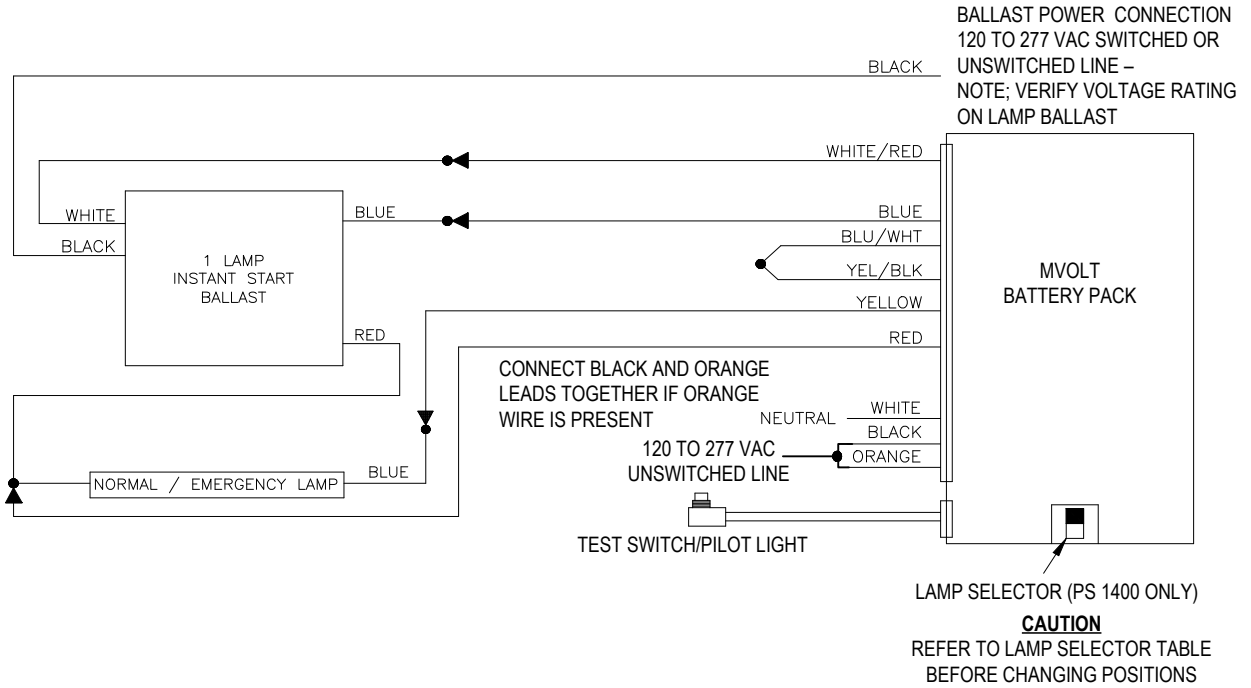 BALLAST POWER CONNECTION
120 TO 277 VAC SWITCHED OR
UNSWITCHED LINE –
NOTE; VERIFY VOLTAGE RATING
ON LAMP BALLAST
BLACK
WHITE/RED
WHITE
BLUE
BLUE
BLACK
BLU/WHT
1 LAMP
INSTANT START
BALLAST
YEL/BLK
MVOLT
BATTERY PACK
YELLOW
RED
RED
CONNECT BLACK AND ORANGE
LEADS TOGETHER IF ORANGE
WIRE IS PRESENT
NEUTRAL
WHITE
BLACK
120 TO 277 VAC
UNSWITCHED LINE
ORANGE
NORMAL / EMERGENCY LAMP
BLUE
TEST SWITCH/PILOT LIGHT
LAMP SELECTOR (PS 1400 ONLY)
CAUTION
REFER TO LAMP SELECTOR TABLE
BEFORE CHANGING POSITIONS